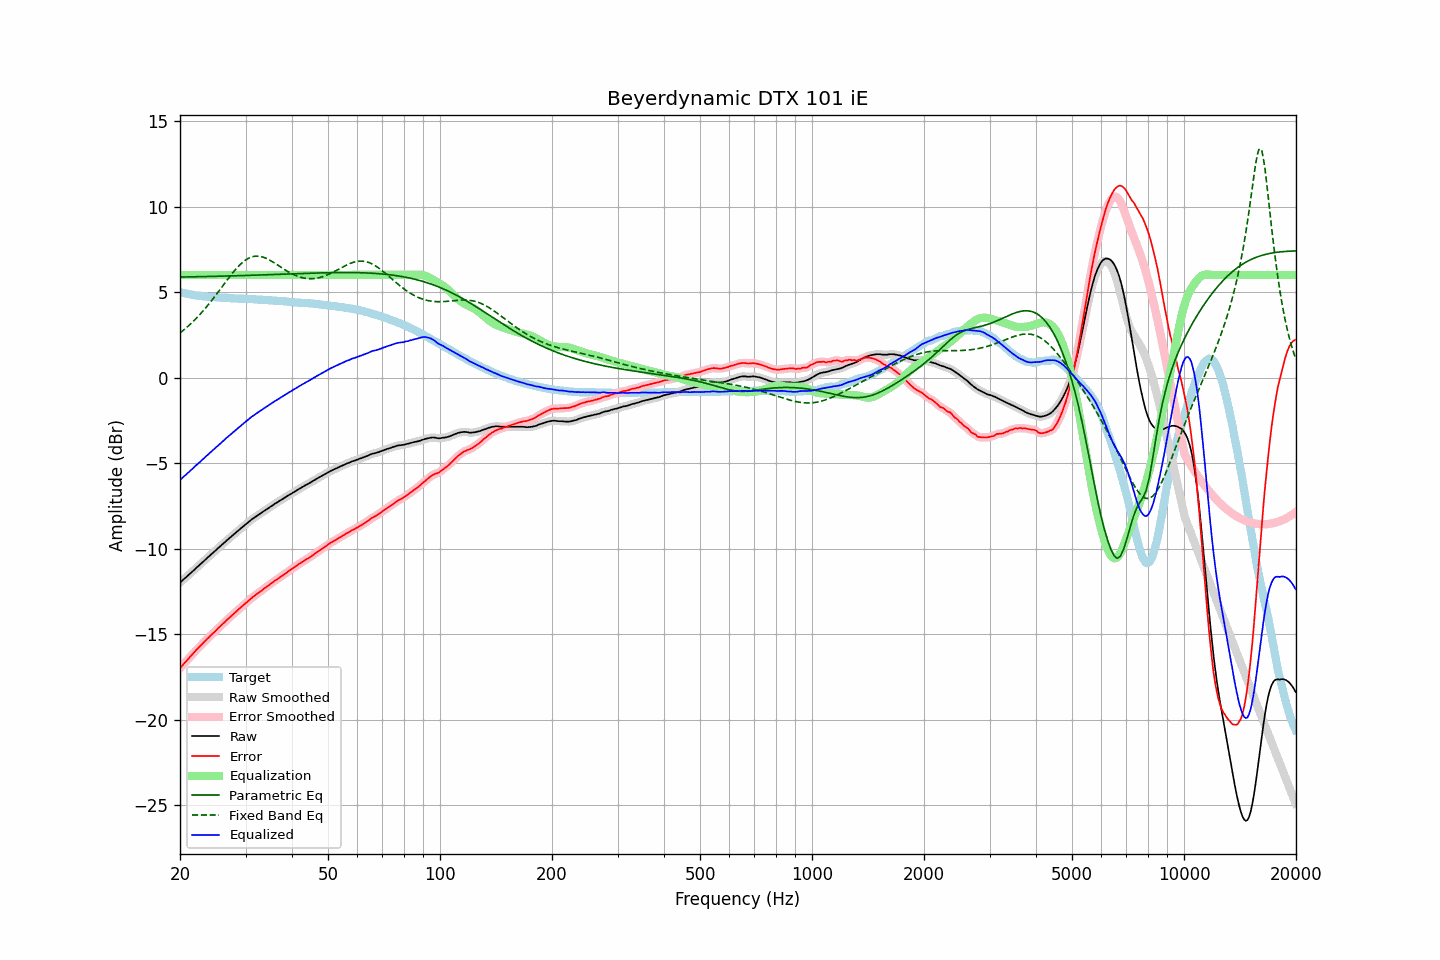 Beyerdynamic DTX 101 iE
Amplitude (dBr)
15
10
5
0
−5
−10
−15
−20
−25
Target
Raw Smoothed
Error Smoothed
Raw
Error
Equalization
Parametric Eq
Fixed Band Eq
Equalized
20 50 100 200 500 1000 2000 5000 10000 20000
Frequency (Hz)